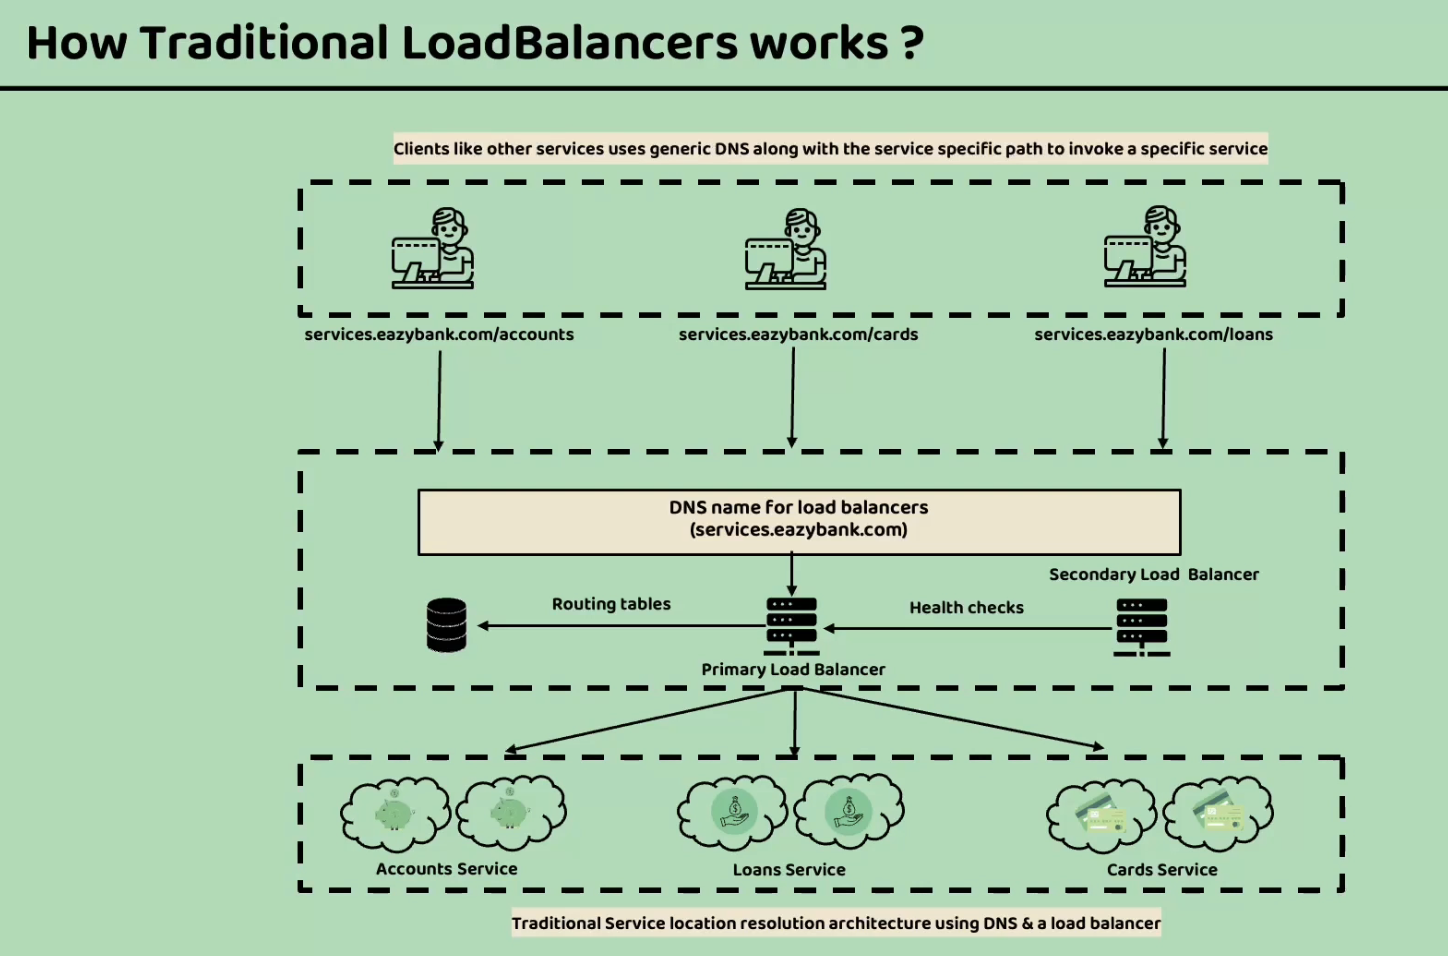 How Traditional LoadBalancers works ?
Clients like other services uses generic DNS along with the service specific path to invoke a specific service
services.eazybank.com/accounts
services.eazybank.com/cards
services.eazybank.com/loans
DNS name for load balancers
(services.eazybank.com)
Secondary Load Balancer
Routing tables
Health checks
Primary Load Balancer
Accounts Service
Loans Service
Cards Service
Traditional Service location resolution architecture using DNS & a load balancer